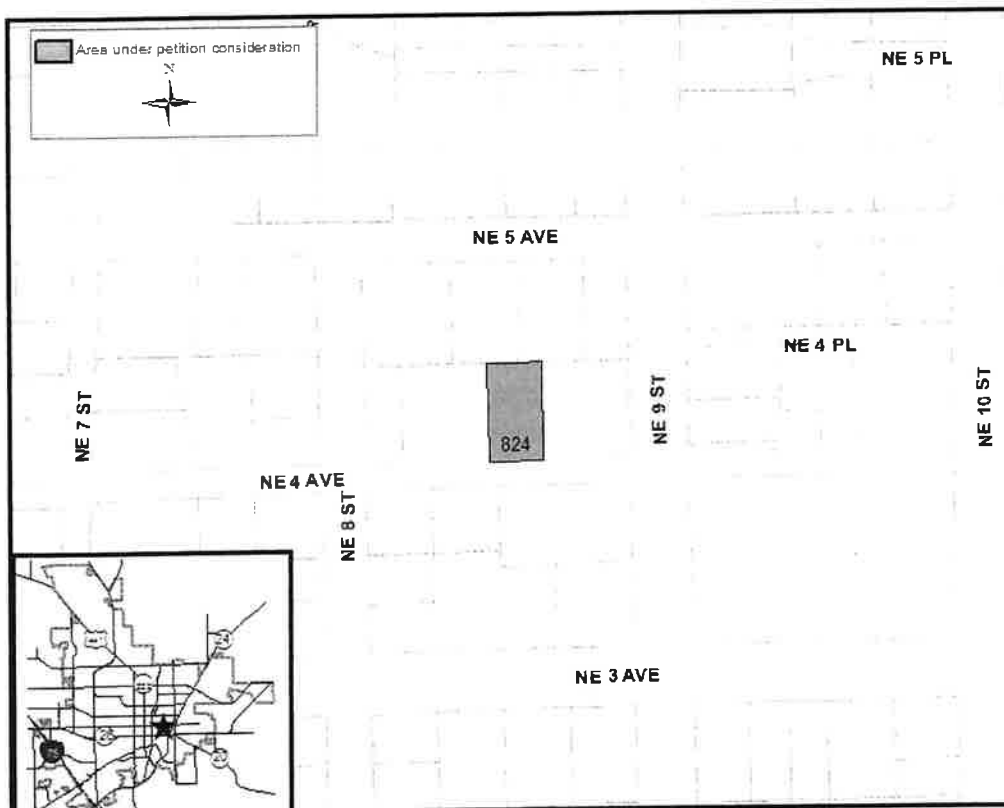 Area under petition consideration
N
NE 5 PL
NE 5 AVE
NE 4 PL
NE 7 ST
NE 9 ST
NE 10 ST
824
NE 4 AVE
NE 8 ST
NE 3 AVE